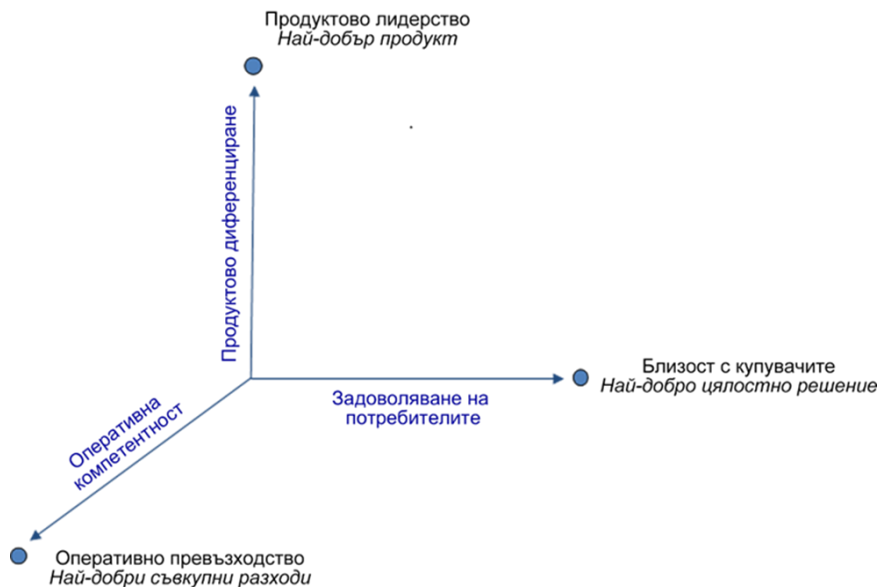 Продуктово лидерство
Най-добър продукт
Продуктово диференциране
Близост с купувачите
Най-добро цялостно решение
Задоволяване на
потребителите
Оперативна
компетентност
Оперативно превъзходство
Най-добри съвкупни разходи